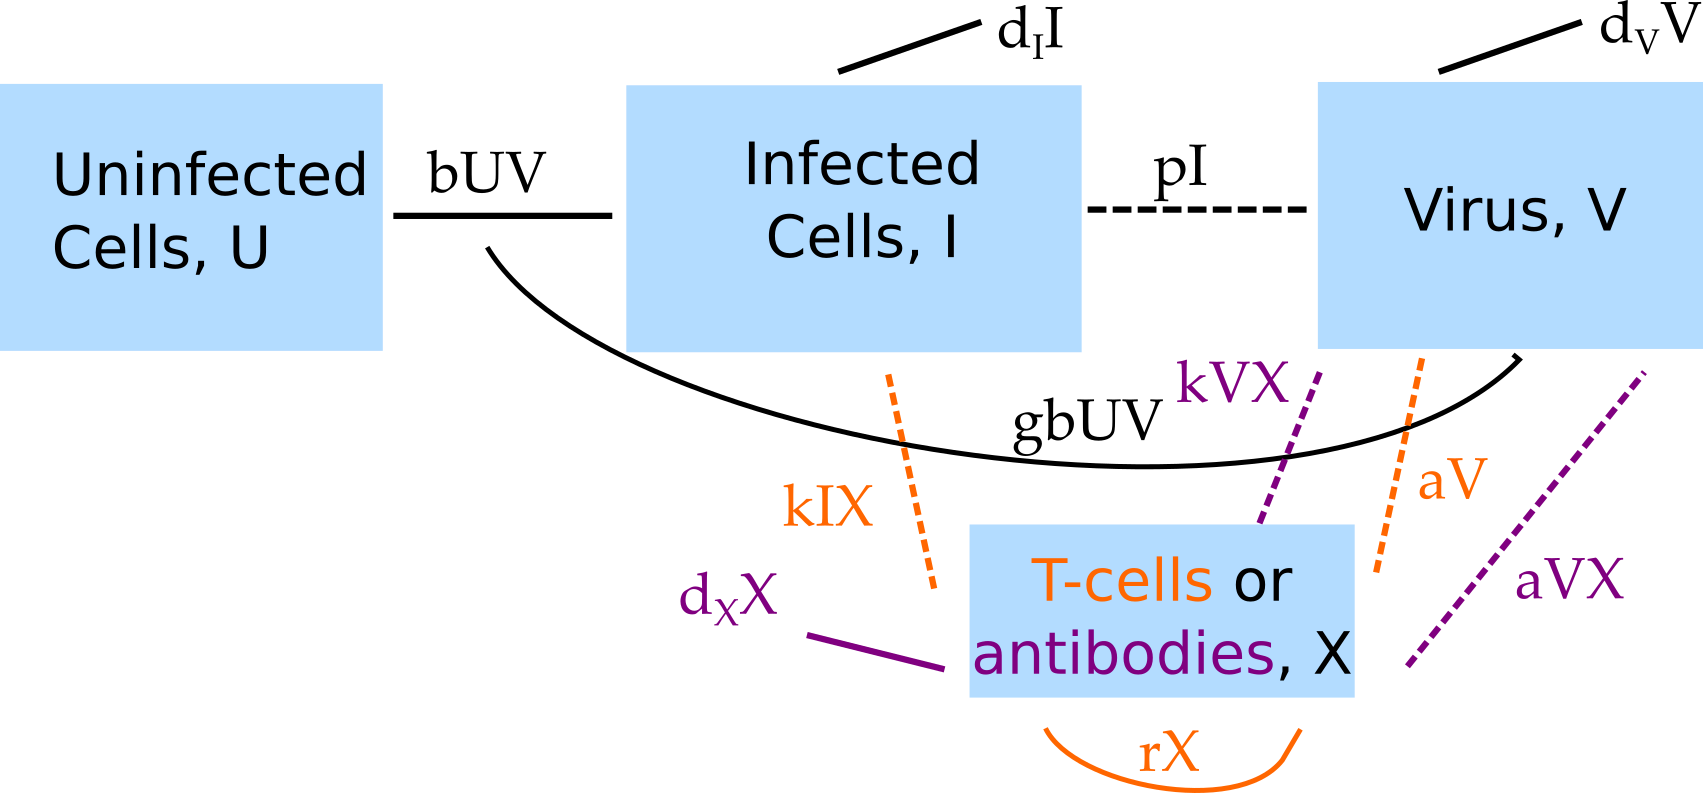 d_I I
d_V V
Uninfected
Cells, U
bUV
Infected
Cells, I
pI
Virus, V
kVX
gbUV
kIX
aV
aVX
d_X X
T-cells or
antibodies, X
rX